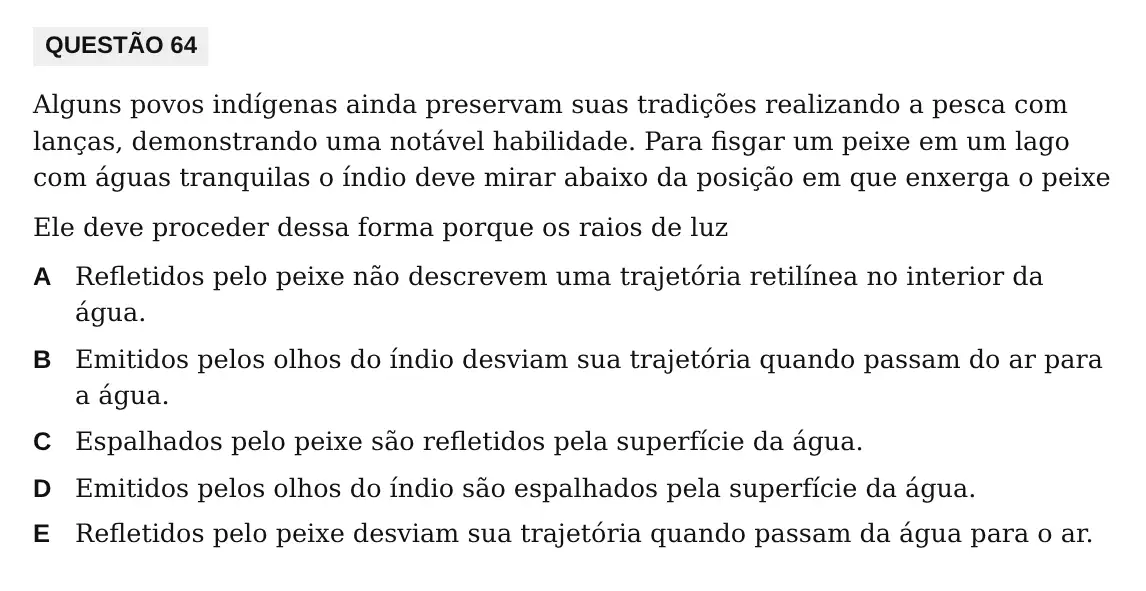 QUESTÃO 64
Alguns povos indígenas ainda preservam suas tradições realizando a pesca com
lanças, demonstrando uma notável habilidade. Para fisgar um peixe em um lago
com águas tranquilas o índio deve mirar abaixo da posição em que enxerga o peixe
Ele deve proceder dessa forma porque os raios de luz
A Refletidos pelo peixe não descrevem uma trajetória retilínea no interior da
água.
B Emitidos pelos olhos do índio desviam sua trajetória quando passam do ar para
a água.
C Espalhados pelo peixe são refletidos pela superfície da água.
D Emitidos pelos olhos do índio são espalhados pela superfície da água.
E Refletidos pelo peixe desviam sua trajetória quando passam da água para o ar.